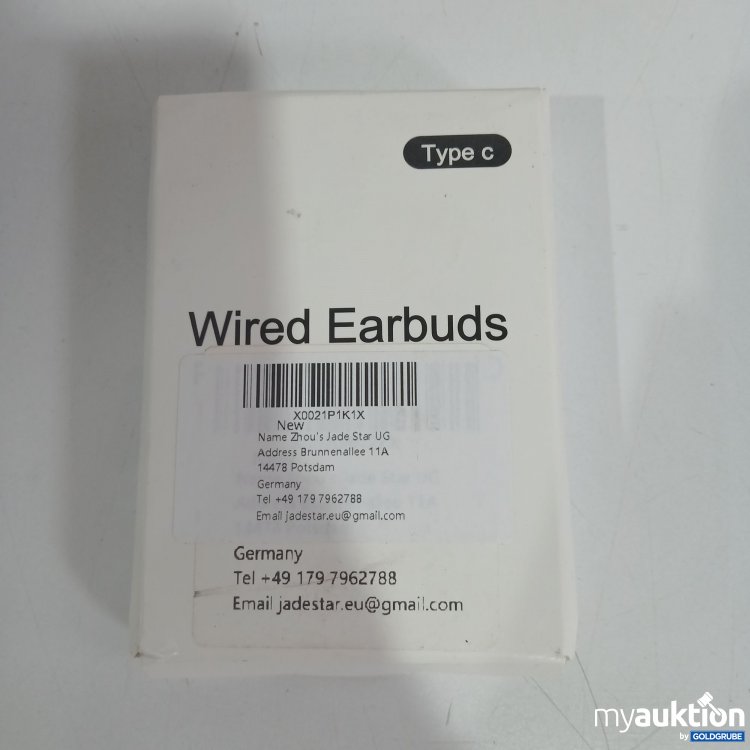 Type c
Wired Earbuds
X0021P1K1X
New
Name Zhou's Jade Star UG
Address Brunnenallee 11A
14478 Potsdam
Germany
Tel +49 179 7962788
Email jadestar.eu@gmail.com
Germany
Tel +49 179 7962788
Email jadestar.eu@gmail.com
myauktion
by GOLDGRUBE